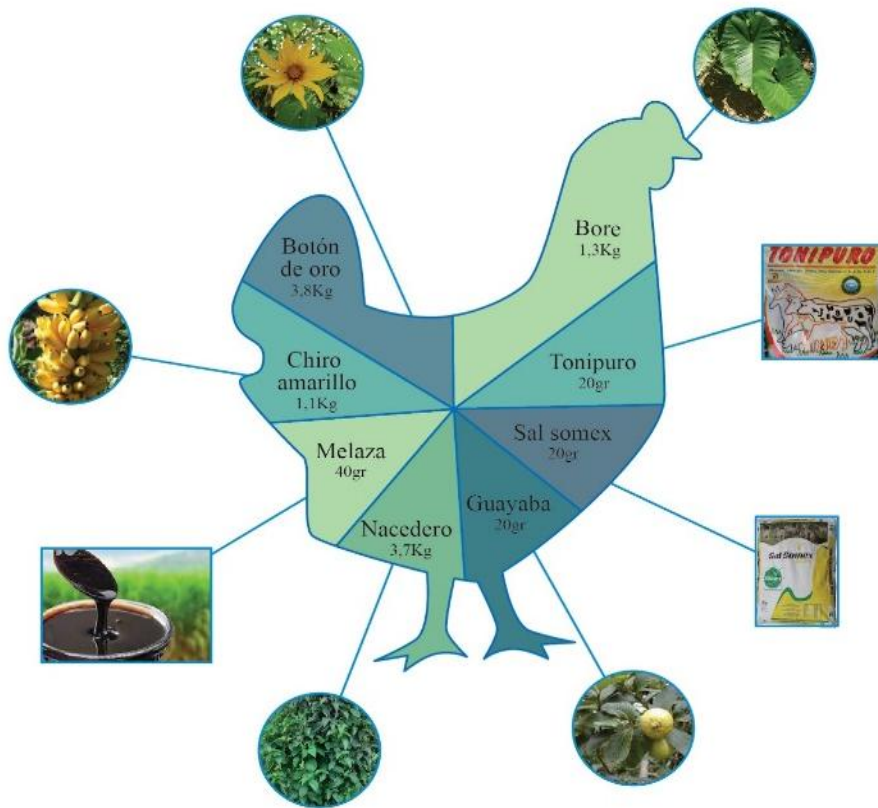 Bore
1,3Kg
Botón
de oro
3,8Kg
TONIPURO
Tonipuro
20gr
Chiro
amarillo
1,1Kg
Sal somex
20gr
Melaza
40gr
Guayaba
20gr
Nacedero
3,7Kg
Sal Somex